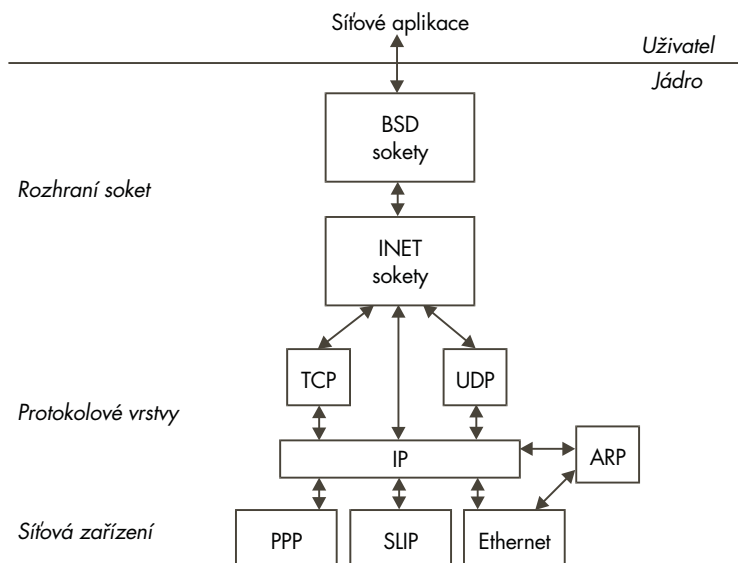 Síťové aplikace
Uživatel
Jádro
BSD
sokety
Rozhraní soket
INET
sokety
TCP
UDP
Protokolové vrstvy
IP
ARP
Síťová zařízení
PPP
SLIP
Ethernet